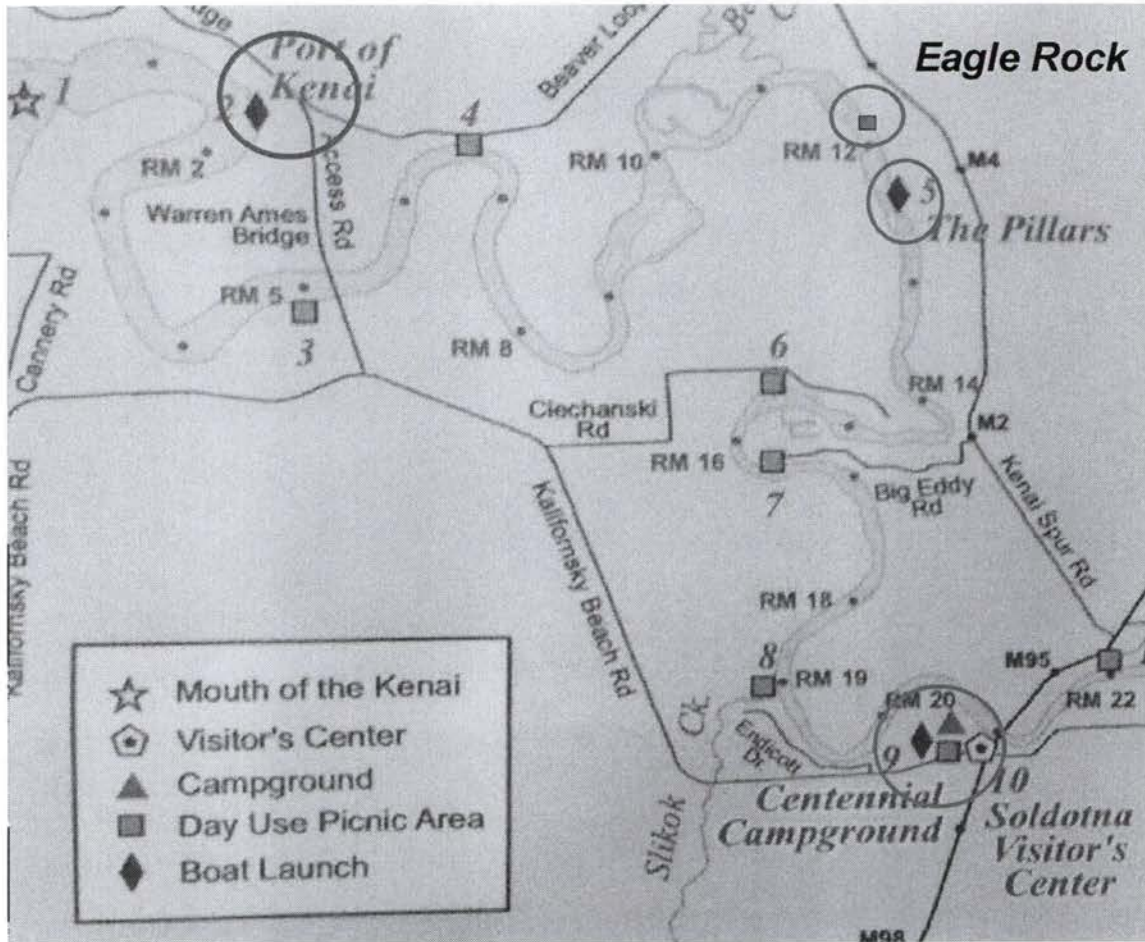 Port of
Kenai
Eagle Rock
1
2
4
Beaver Loop
RM 2
RM 10
RM 12
M4
5
The Pillars
Access Rd
Warren Ames
Bridge
Cannery Rd
RM 5
3
RM 8
6
RM 14
Ciechanski
Rd
M2
RM 16
7
Big Eddy
Rd
Kenai Spur Rd
Kalifornsky Beach Rd
Kalifornsky Beach Rd
RM 18
8
RM 19
M95
RM 22
RM 20
Endicott
Dr.
Slikok Ck.
9
10
Centennial
Campground
Soldotna
Visitor's
Center
M98
Mouth of the Kenai
Visitor's Center
Campground
Day Use Picnic Area
Boat Launch